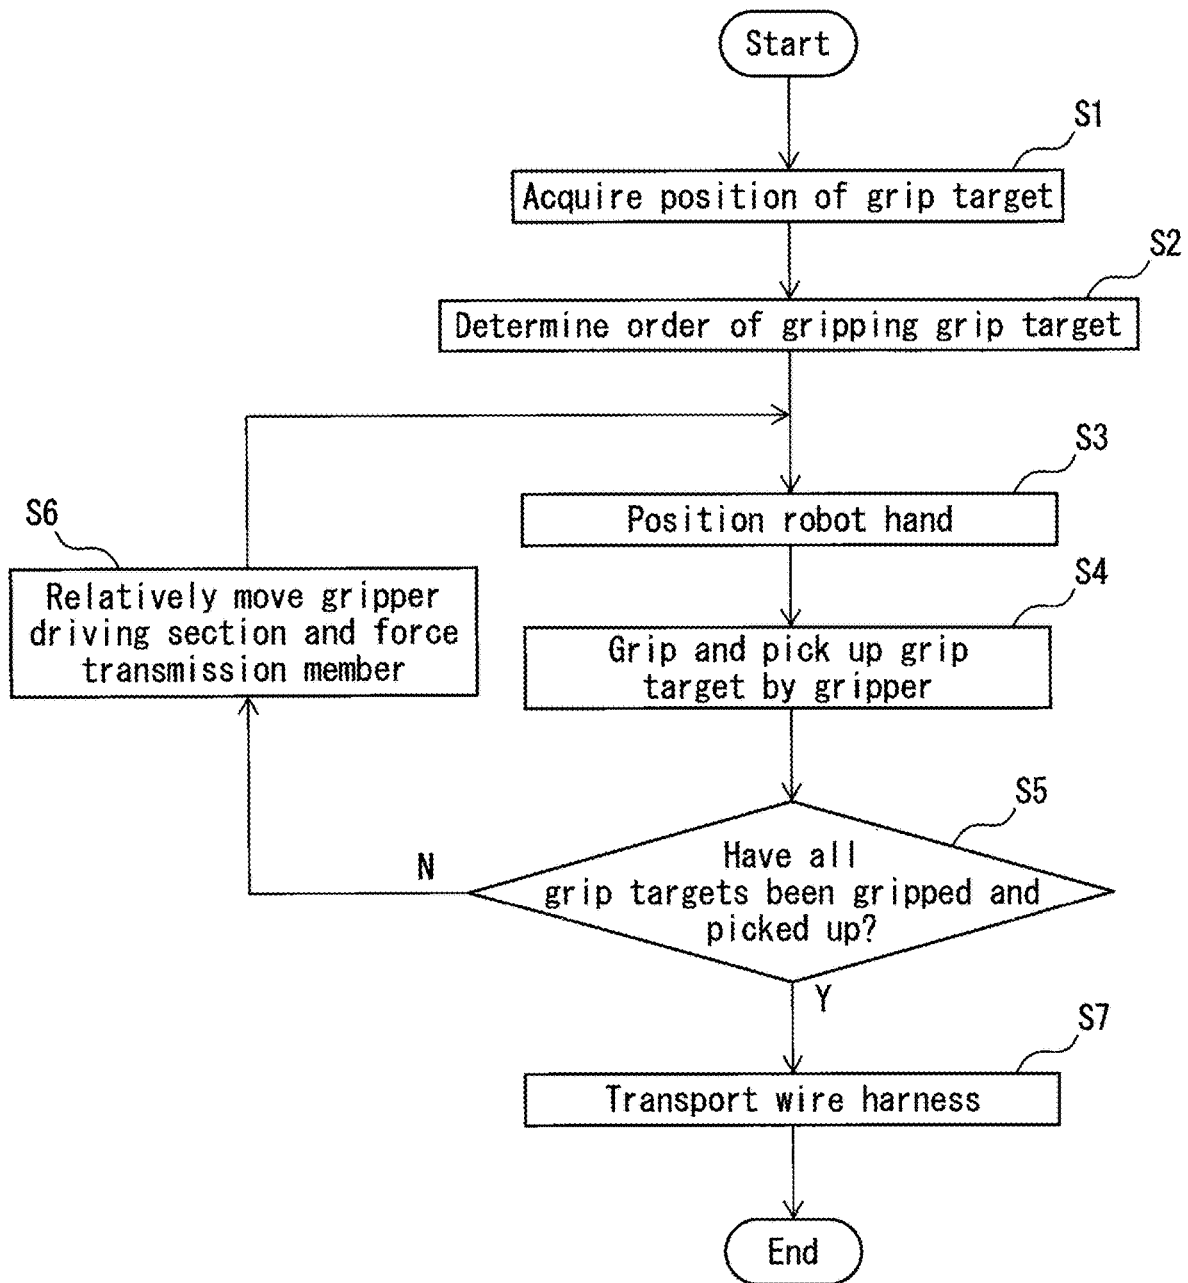 Start
S1
Acquire position of grip target
S2
Determine order of gripping grip target
S3
Position robot hand
S6
Relatively move gripper
driving section and force
transmission member
S4
Grip and pick up grip
target by gripper
S5
Have all
grip targets been gripped and
picked up?
N
Y
S7
Transport wire harness
End